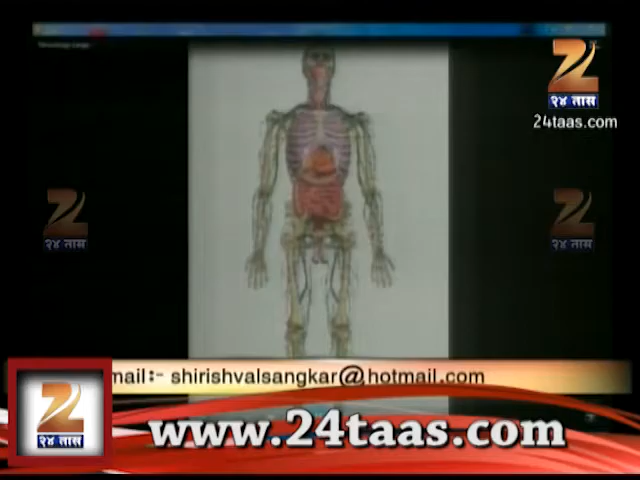 २४ तास
24taas.com
२४ तास
२४ तास
mail:- shirishvalsangkar@hotmail.com
२४ तास
www.24taas.com